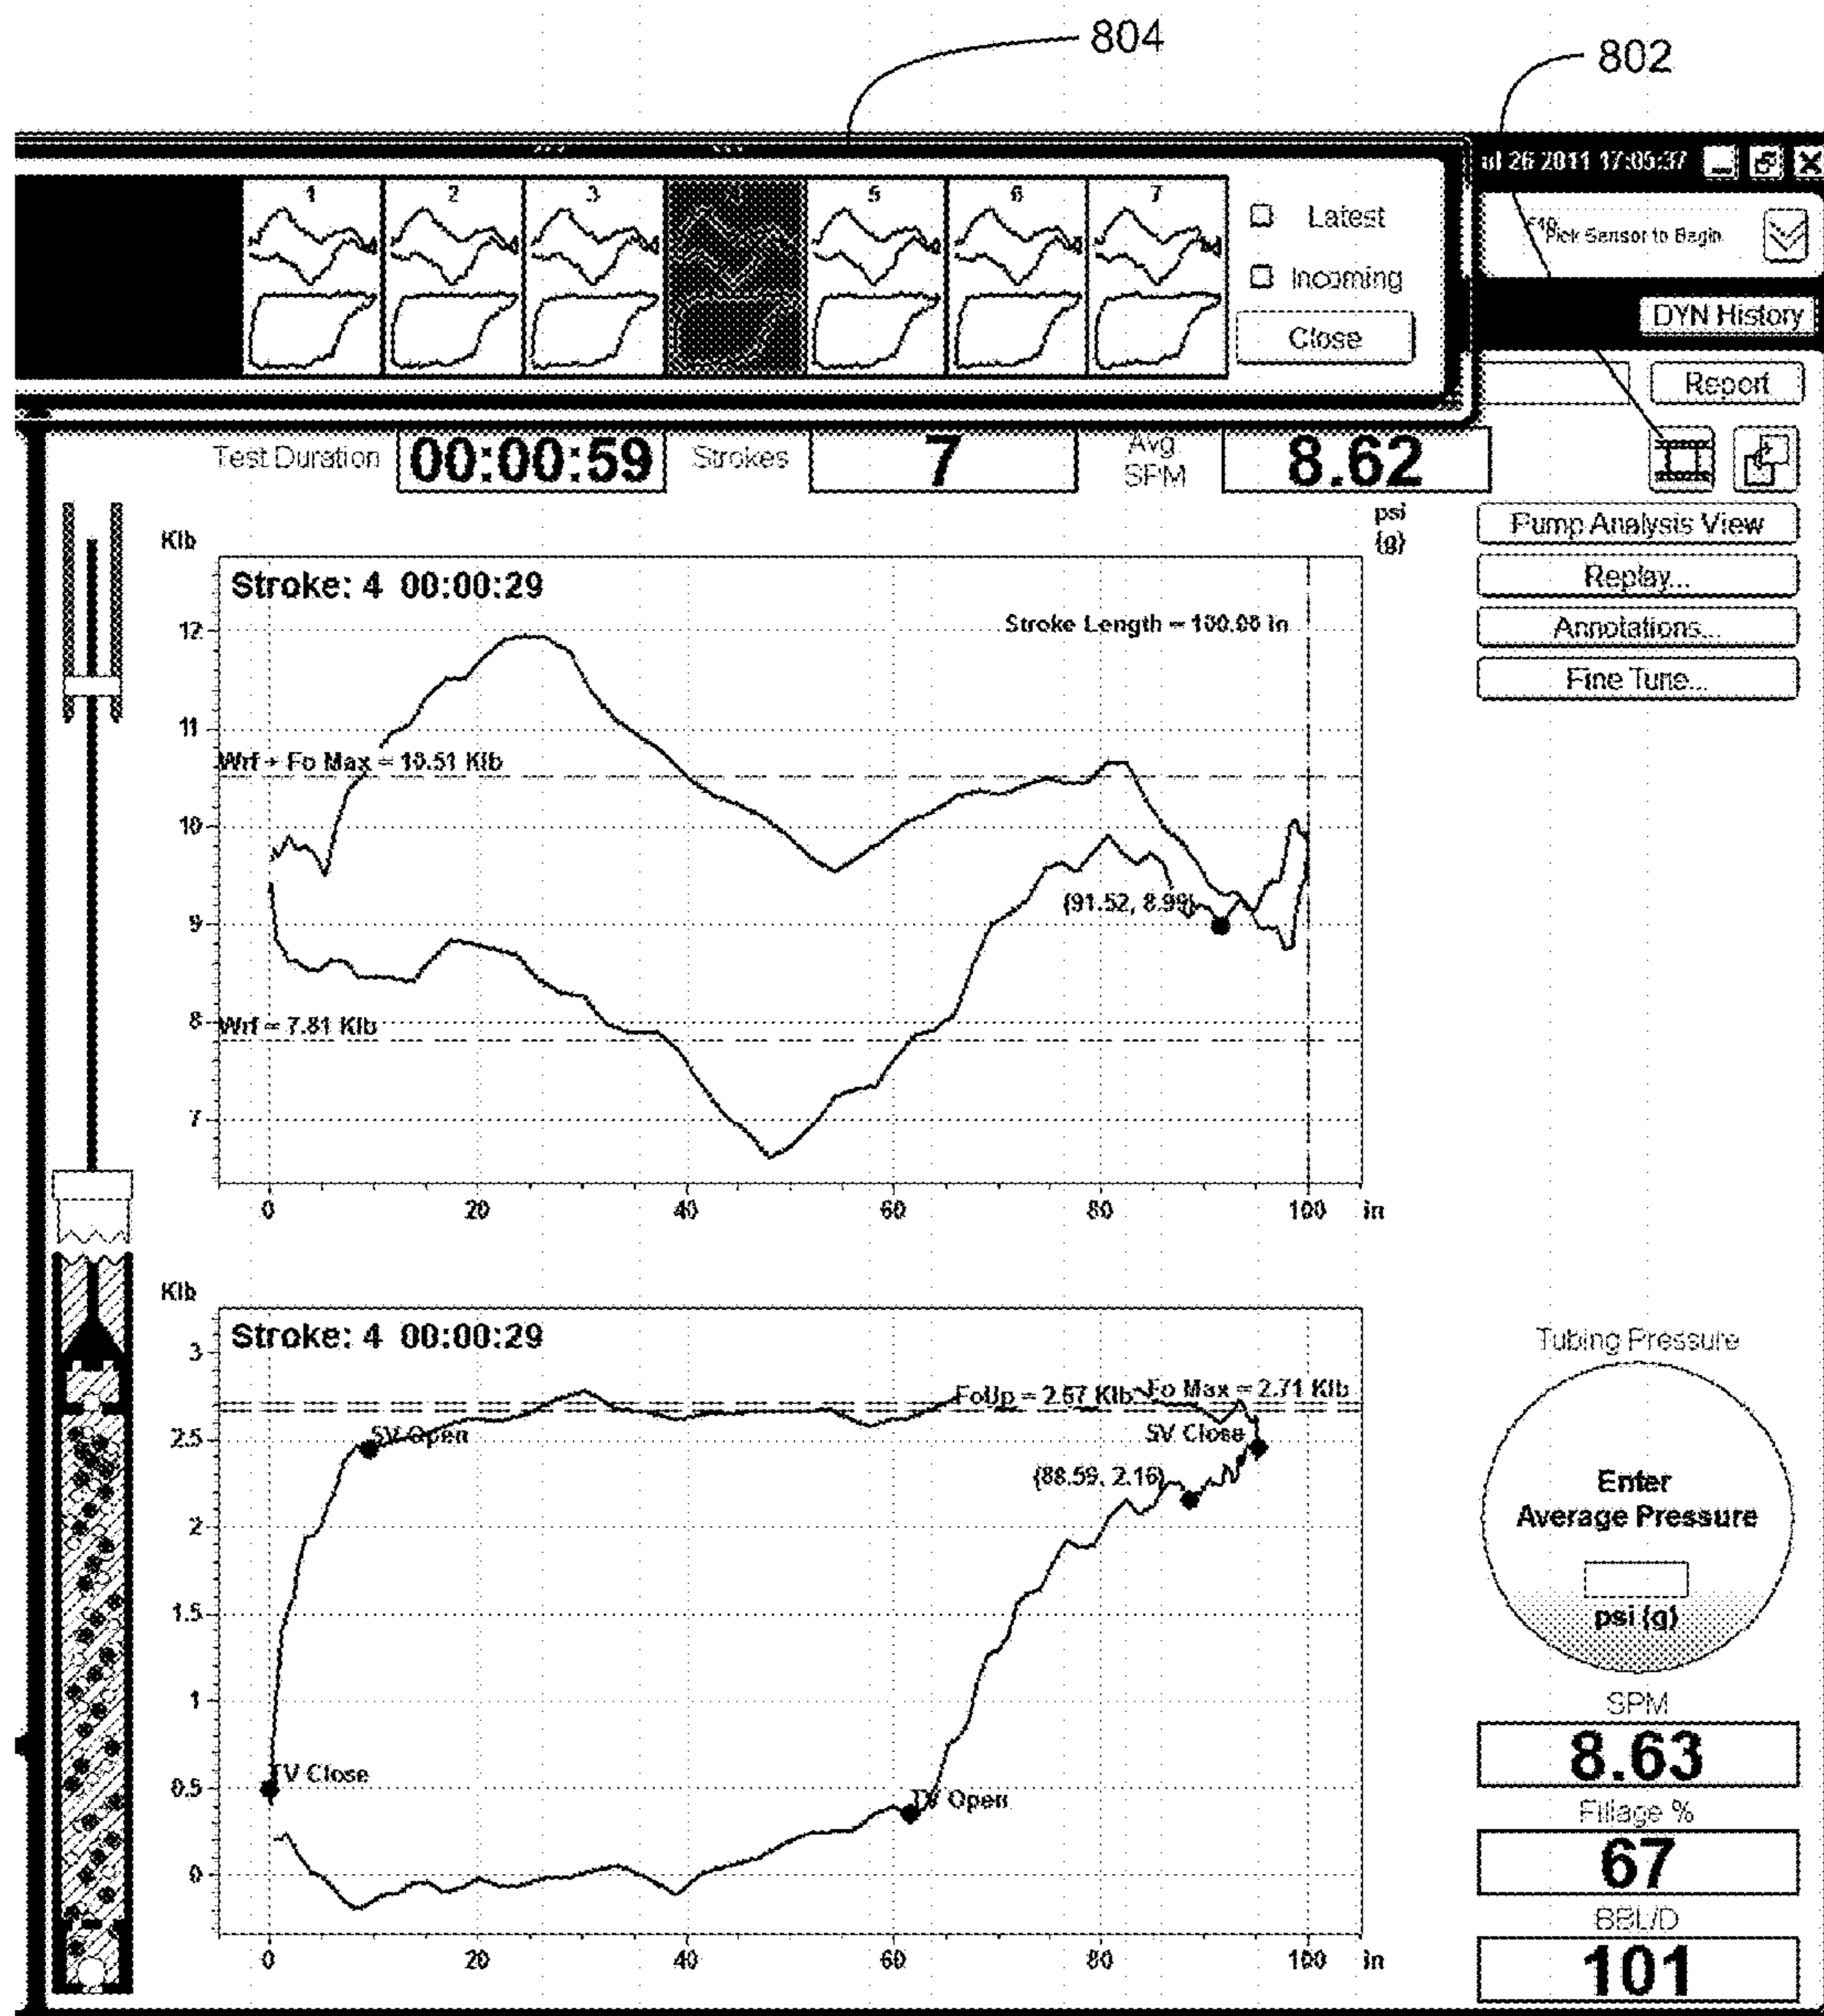 804
802
ul 26 2011 17:05:37
1
2
3
5
6
7
Latest
Incoming
Close
Pick Sensor to Begin
DYN History
Report
Test Duration
00:00:59
Strokes
7
Avg
SPM
8.62
Pump Analysis View
Replay...
Annotations...
Fine Tune...
Klb
psi
(g)
Stroke: 4 00:00:29
Stroke Length = 100.00 in
12
11
Wrf + Fo Max = 10.51 Klb
10
(91.52, 8.99)
9
8
Wrf = 7.81 Klb
7
0
20
40
60
80
100
in
Klb
Stroke: 4 00:00:29
3
FoUp = 2.67 Klb
Fo Max = 2.71 Klb
2.5
SV Open
SV Close
(88.59, 2.16)
2
1.5
1
0.5
TV Close
TV Open
0
0
20
40
60
80
100
in
Tubing Pressure
Enter
Average Pressure
psi (g)
SPM
8.63
Fillage %
67
BBL/D
101